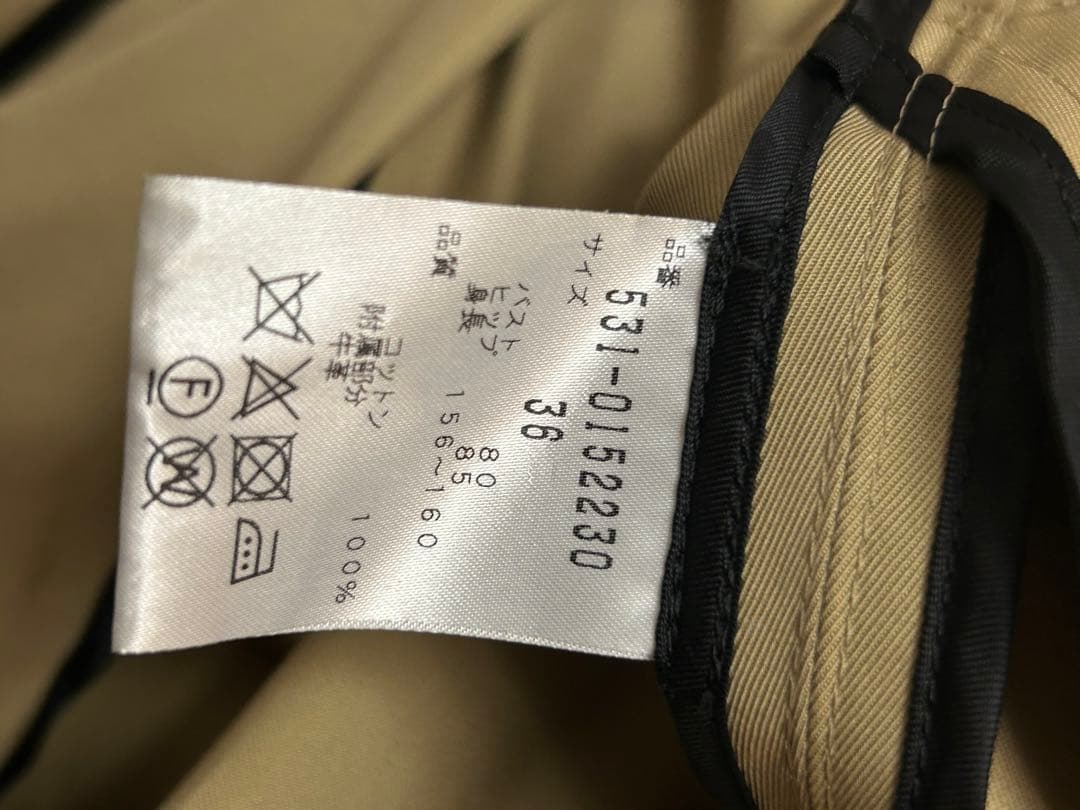 品番 531-0152230
サイズ 36
バスト 80
ヒップ 85
身長 156~160
品質
コットン 100%
附属部分
牛革
F
W